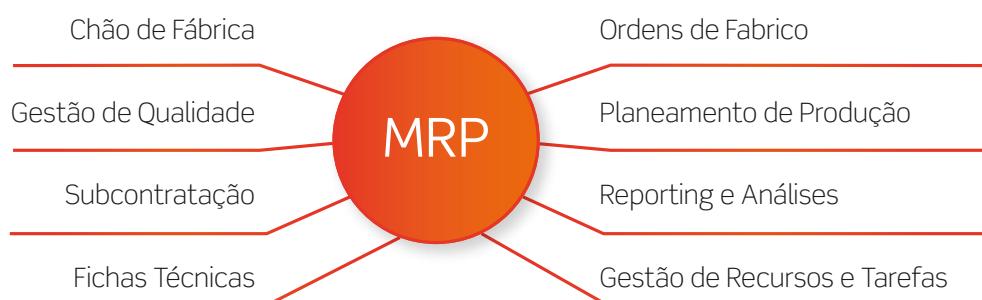 Chão de Fábrica
Ordens de Fabrico
Gestão de Qualidade
MRP
Planeamento de Produção
Subcontratação
Reporting e Análises
Fichas Técnicas
Gestão de Recursos e Tarefas